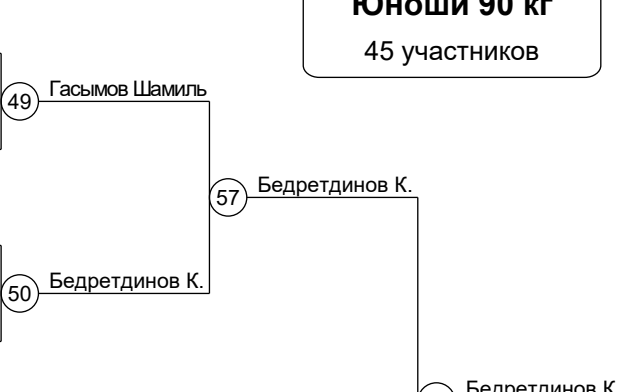 Юноши 90 кг
45 участников
49 Гасымов Шамиль
57 Бедретдинов К.
50 Бедретдинов К.
Бедретдинов К